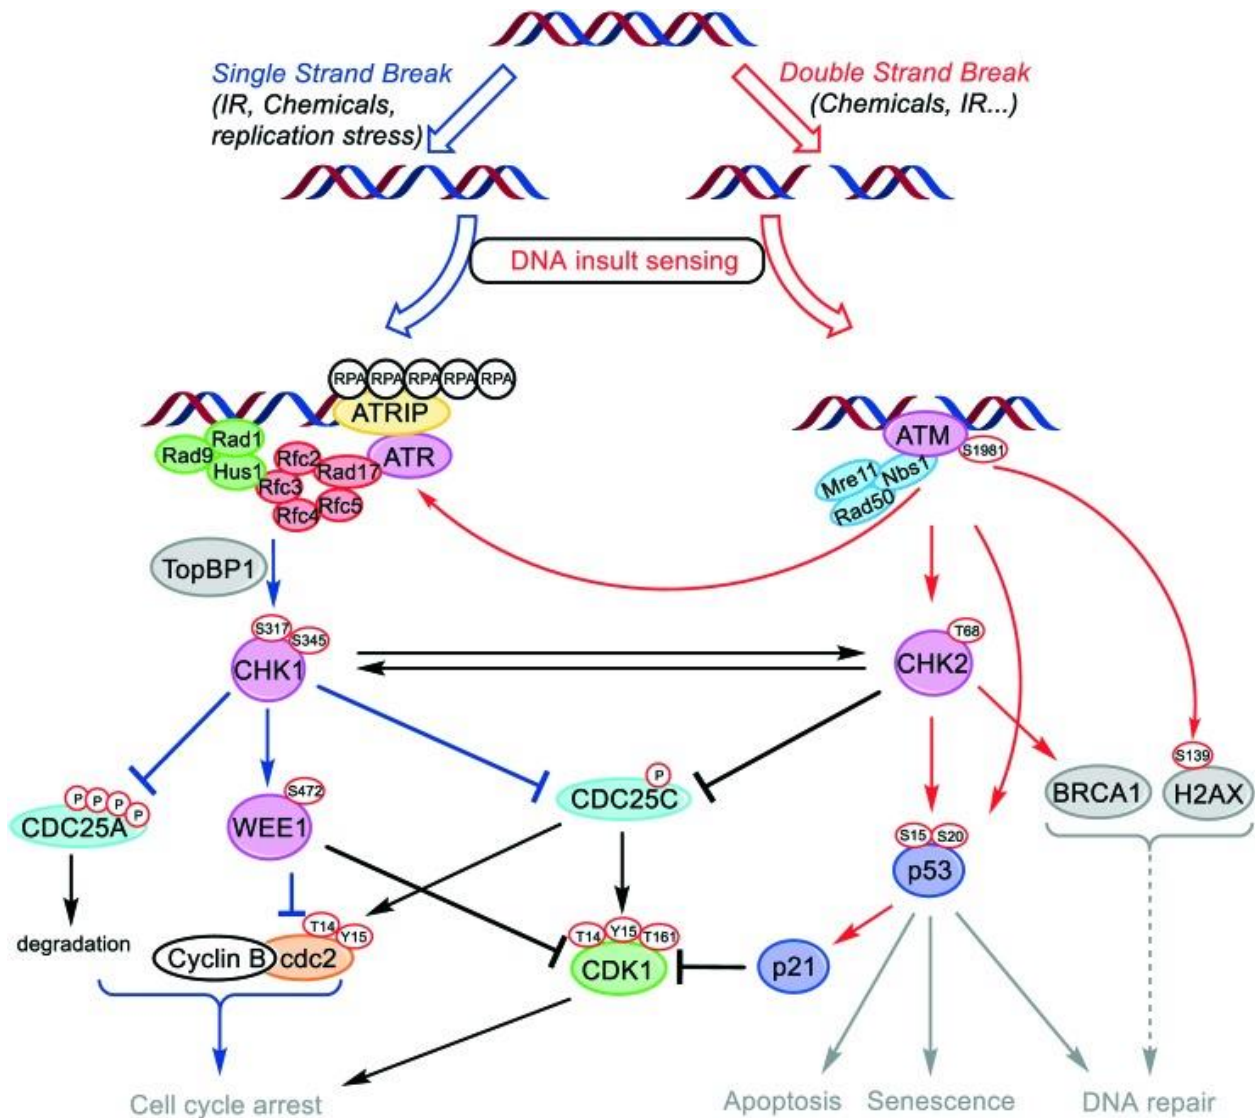 Single Strand Break
(IR, Chemicals,
replication stress)
Double Strand Break
(Chemicals, IR...)
DNA insult sensing
RPA RPA RPA RPA RPA
ATRIP
ATR
Rad1
Rad9
Hus1
Rfc2
Rad17
Rfc3
Rfc4
Rfc5
ATM
S1981
Mre11
Nbs1
Rad50
TopBP1
S317
S345
CHK1
T68
CHK2
P P P P
CDC25A
S472
WEE1
P
CDC25C
S139
BRCA1
H2AX
S15 S20
p53
degradation
T14
Y15
Cyclin B
cdc2
T14 Y15 T161
CDK1
p21
Cell cycle arrest
Apoptosis
Senescence
DNA repair